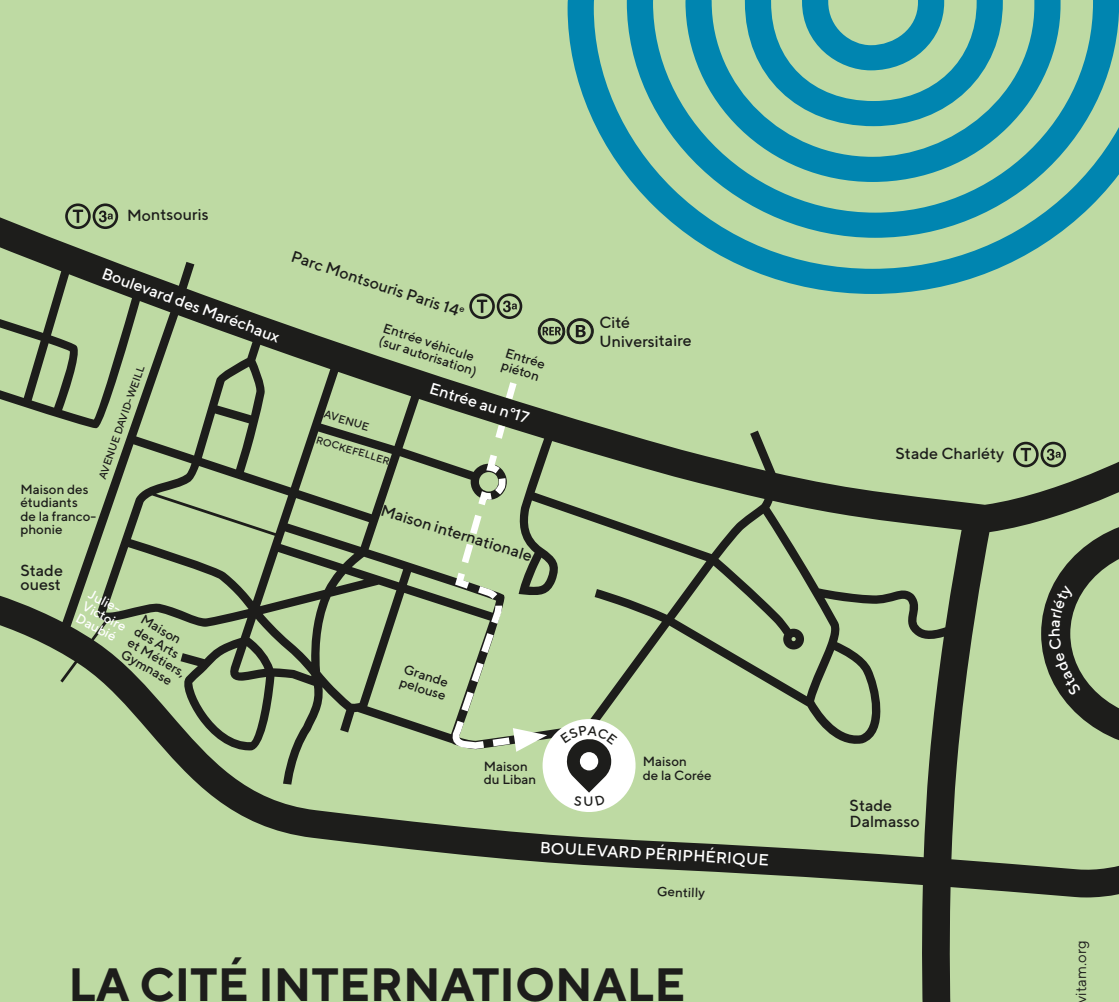 T 3a Montsouris
Boulevard des Maréchaux
Parc Montsouris Paris 14e T 3a
RER B Cité
Universitaire
Entrée véhicule
(sur autorisation)
Entrée
piéton
Entrée au n°17
AVENUE DAVID-WEILL
AVENUE
ROCKEFELLER
Stade Charléty T 3a
Maison des
étudiants
de la franco-
phonie
Maison internationale
Stade
ouest
Julie-
Victoire
Daubié
Maison
des Arts
et Métiers,
Gymnase
Stade Charléty
Grande
pelouse
ESPACE
SUD
Maison
du Liban
Maison
de la Corée
Stade
Dalmasso
BOULEVARD PÉRIPHÉRIQUE
Gentilly
vitam.org
LA CITÉ INTERNATIONALE